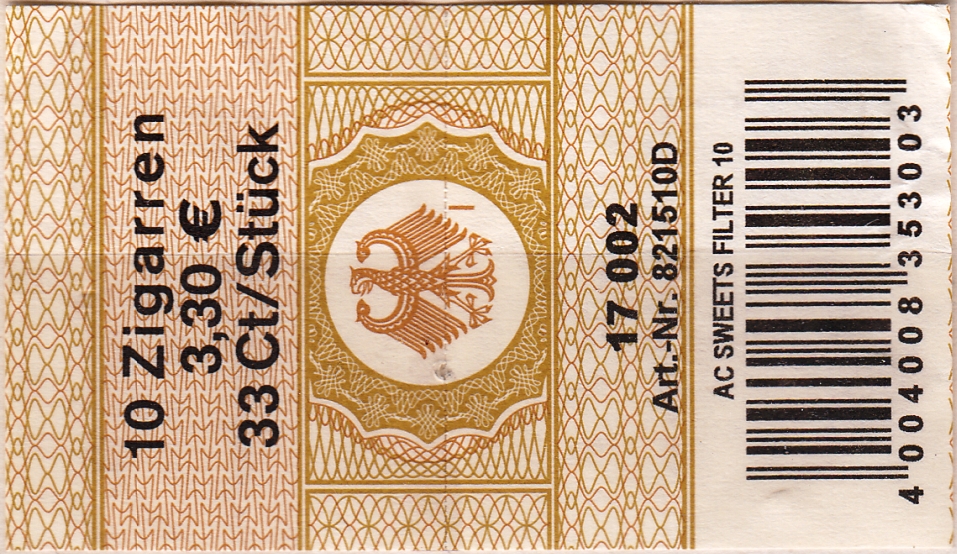 10 Zigarren
3,30 €
33 Ct/Stück
17 002
Art.-Nr. 821510D
AC SWEETS FILTER 10
4 004008 353003